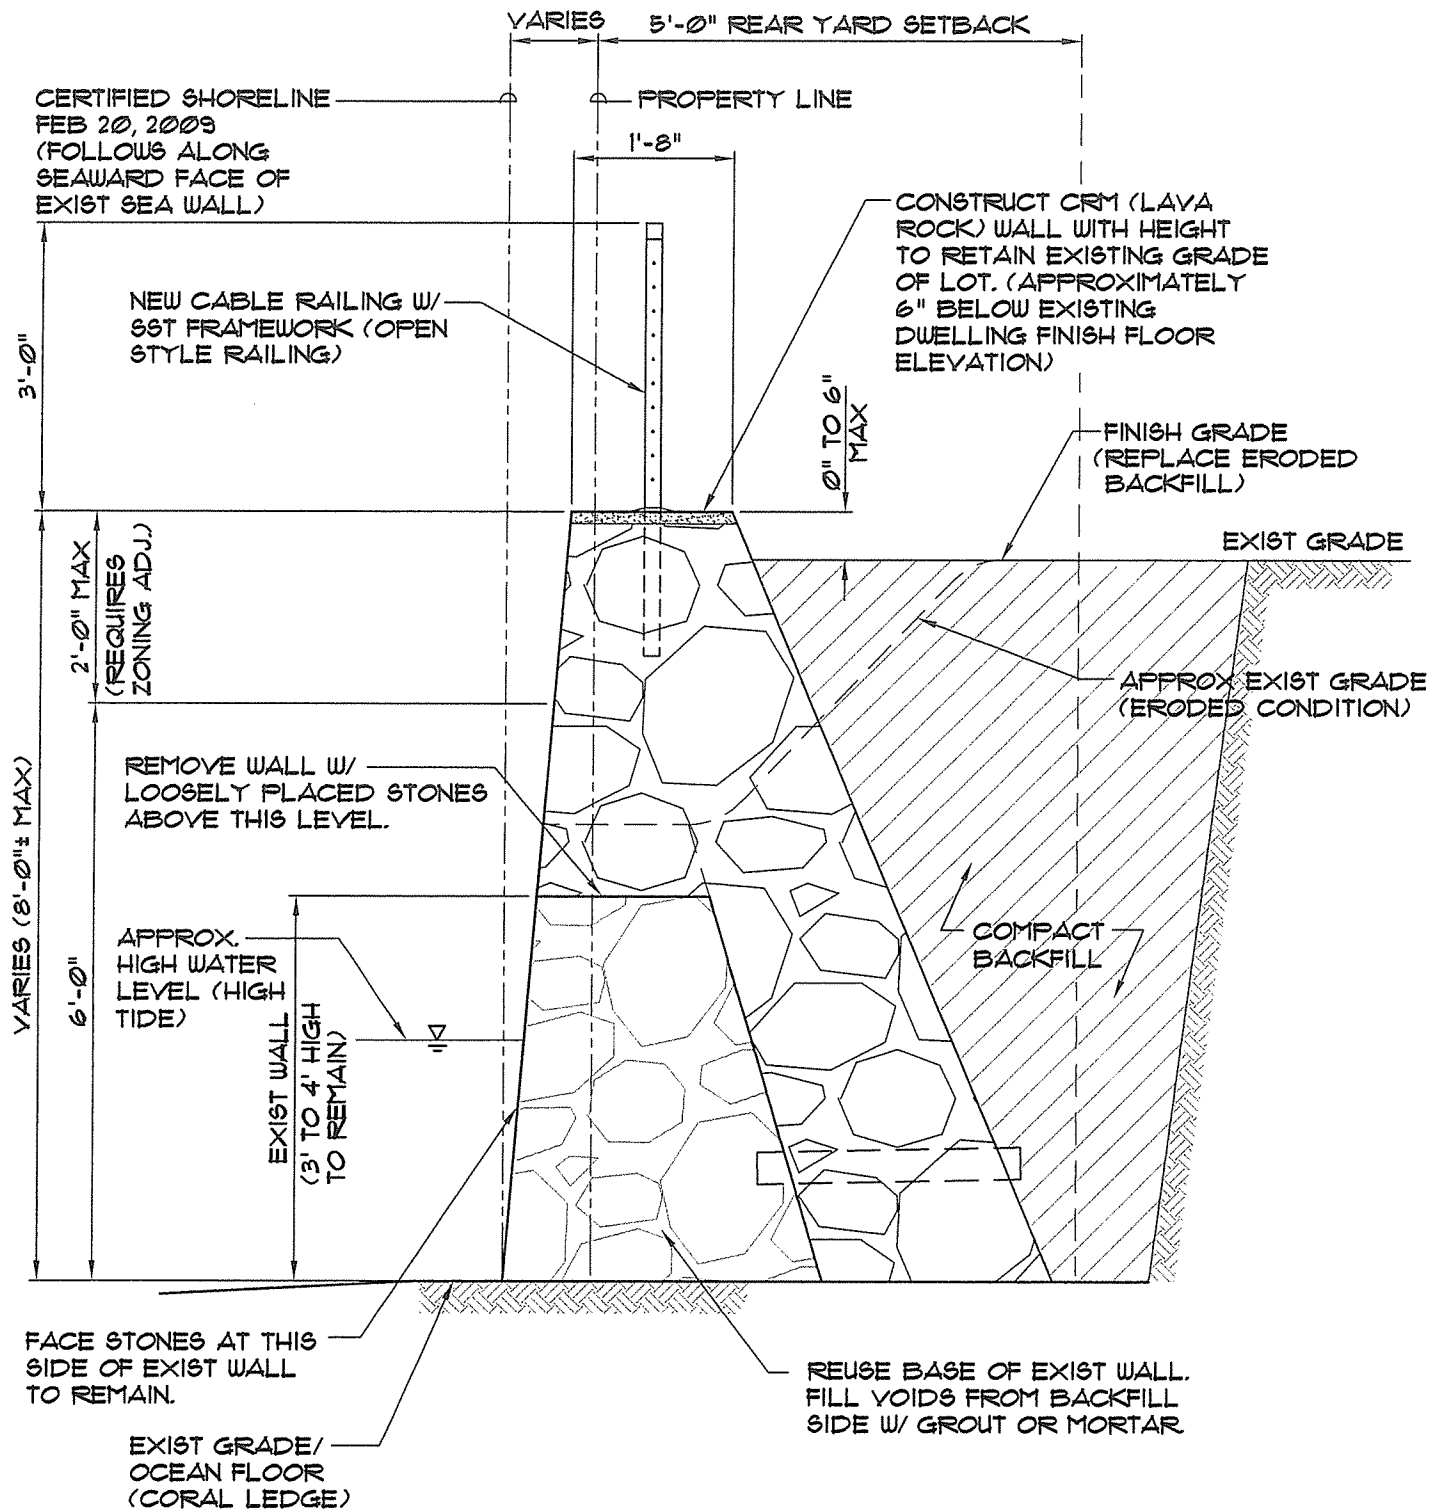 VARIES
5'-0" REAR YARD SETBACK
CERTIFIED SHORELINE
FEB 20, 2009
(FOLLOWS ALONG
SEAWARD FACE OF
EXIST SEA WALL)
PROPERTY LINE
1'-8"
CONSTRUCT CRM (LAVA
ROCK) WALL WITH HEIGHT
TO RETAIN EXISTING GRADE
OF LOT. (APPROXIMATELY
6" BELOW EXISTING
DWELLING FINISH FLOOR
ELEVATION)
NEW CABLE RAILING W/
SST FRAMEWORK (OPEN
STYLE RAILING)
3'-0"
0" TO 6"
MAX
FINISH GRADE
(REPLACE ERODED
BACKFILL)
EXIST GRADE
2'-0" MAX
(REQUIRES
ZONING ADJ.)
APPROX EXIST GRADE
(ERODED CONDITION)
REMOVE WALL W/
LOOSELY PLACED STONES
ABOVE THIS LEVEL.
VARIES (8'-0"± MAX)
6'-0"
APPROX.
HIGH WATER
LEVEL (HIGH
TIDE)
EXIST WALL
(3' TO 4' HIGH
TO REMAIN)
COMPACT
BACKFILL
FACE STONES AT THIS
SIDE OF EXIST WALL
TO REMAIN.
REUSE BASE OF EXIST WALL.
FILL VOIDS FROM BACKFILL
SIDE W/ GROUT OR MORTAR
EXIST GRADE/
OCEAN FLOOR
(CORAL LEDGE)